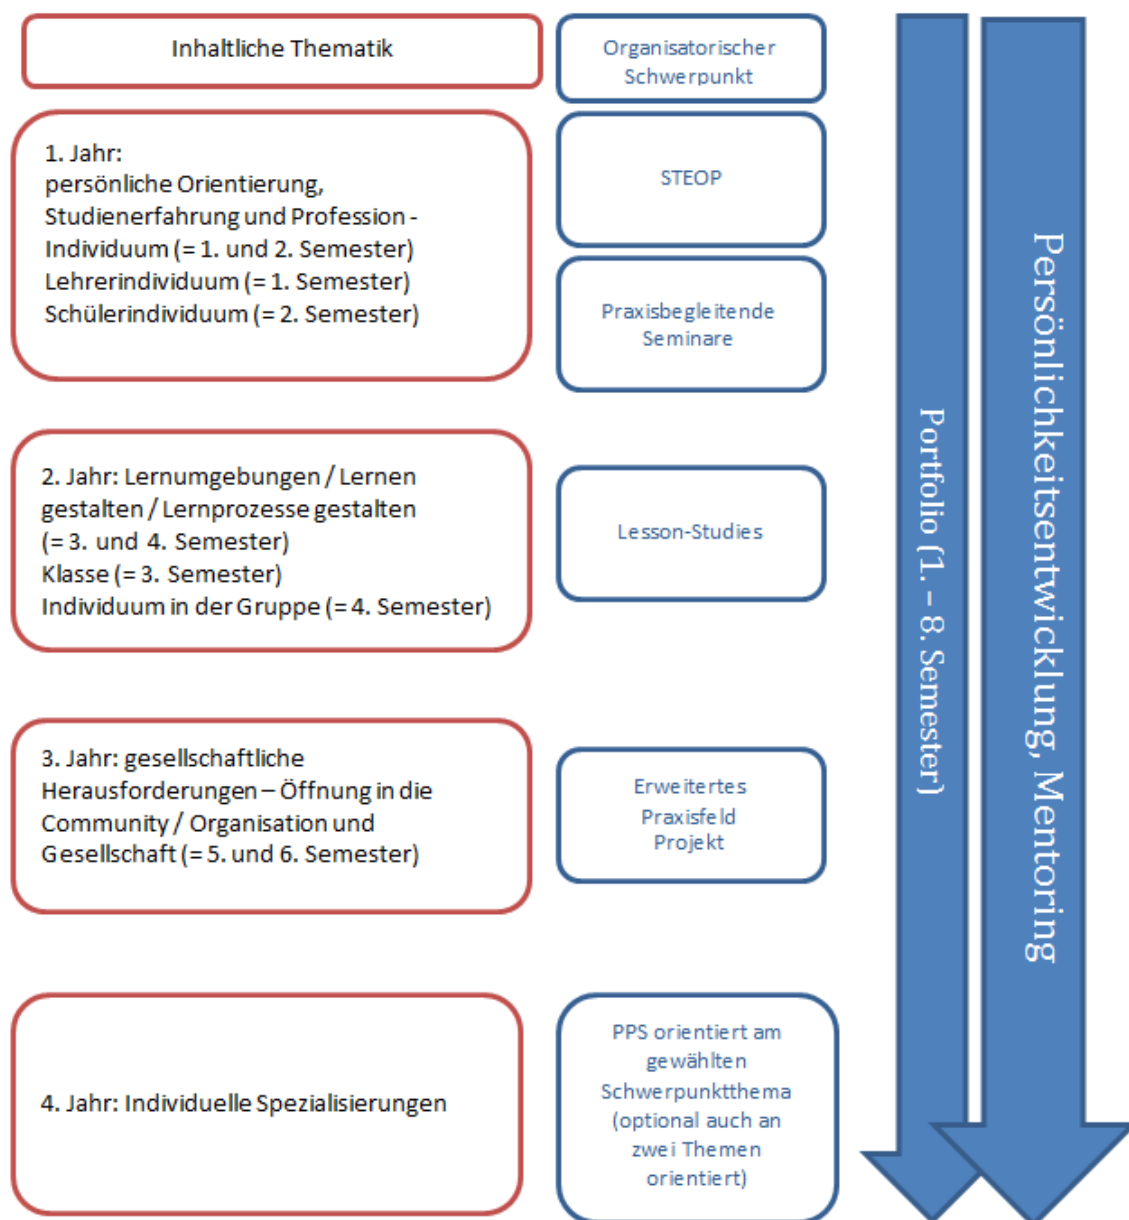 Inhaltliche Thematik
Organisatorischer
Schwerpunkt
1. Jahr:
persönliche Orientierung,
Studienerfahrung und Profession -
Individuum (= 1. und 2. Semester)
Lehrerindividuum (= 1. Semester)
Schülerindividuum (= 2. Semester)
STEOP
Praxisbegleitende
Seminare
2. Jahr: Lernumgebungen / Lernen
gestalten / Lernprozesse gestalten
(= 3. und 4. Semester)
Klasse (= 3. Semester)
Individuum in der Gruppe (= 4. Semester)
Lesson-Studies
3. Jahr: gesellschaftliche
Herausforderungen – Öffnung in die
Community / Organisation und
Gesellschaft (= 5. und 6. Semester)
Erweitertes
Praxisfeld
Projekt
4. Jahr: Individuelle Spezialisierungen
PPS orientiert am
gewählten
Schwerpunktthema
(optional auch an
zwei Themen
orientiert)
Portfolio (1. – 8. Semester)
Persönlichkeitsentwicklung, Mentoring